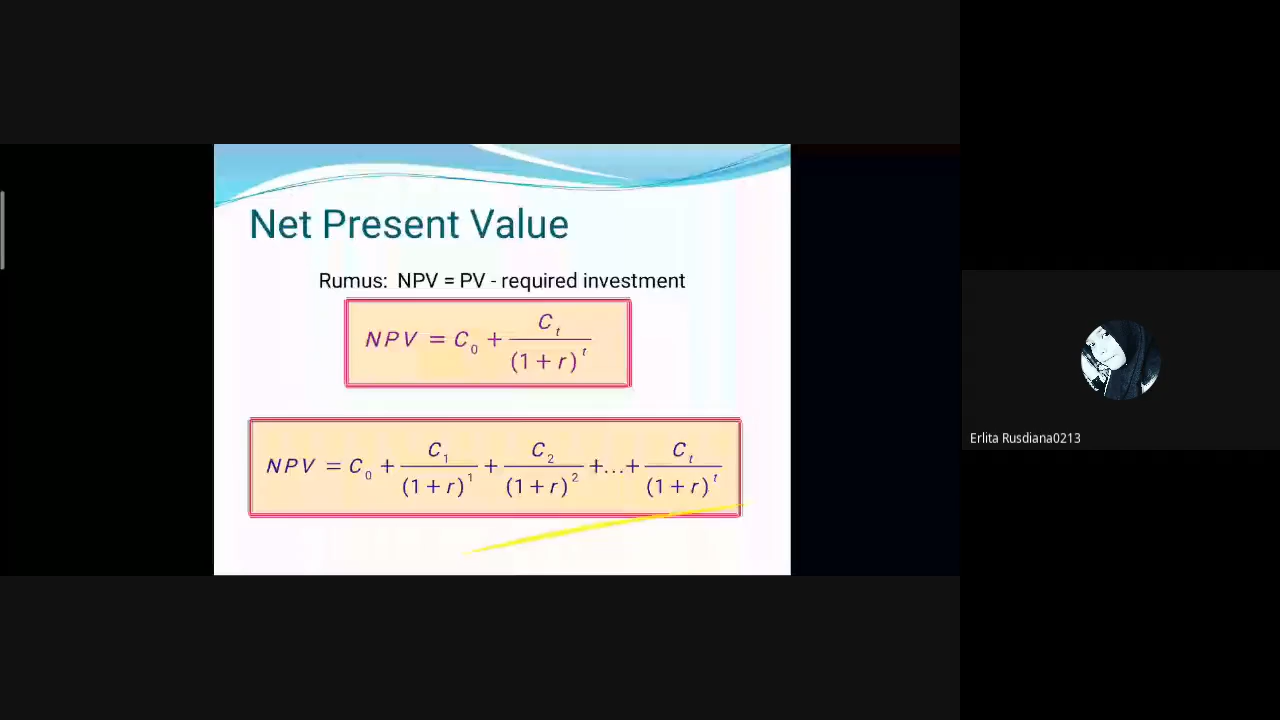 Net Present Value
Rumus: NPV = PV - required investment
NPV = C₀ + Cₜ / (1 + r)ᵗ
NPV = C₀ + C₁ / (1 + r)¹ + C₂ / (1 + r)² +...+ Cₜ / (1 + r)ᵗ
Erlita Rusdiana0213